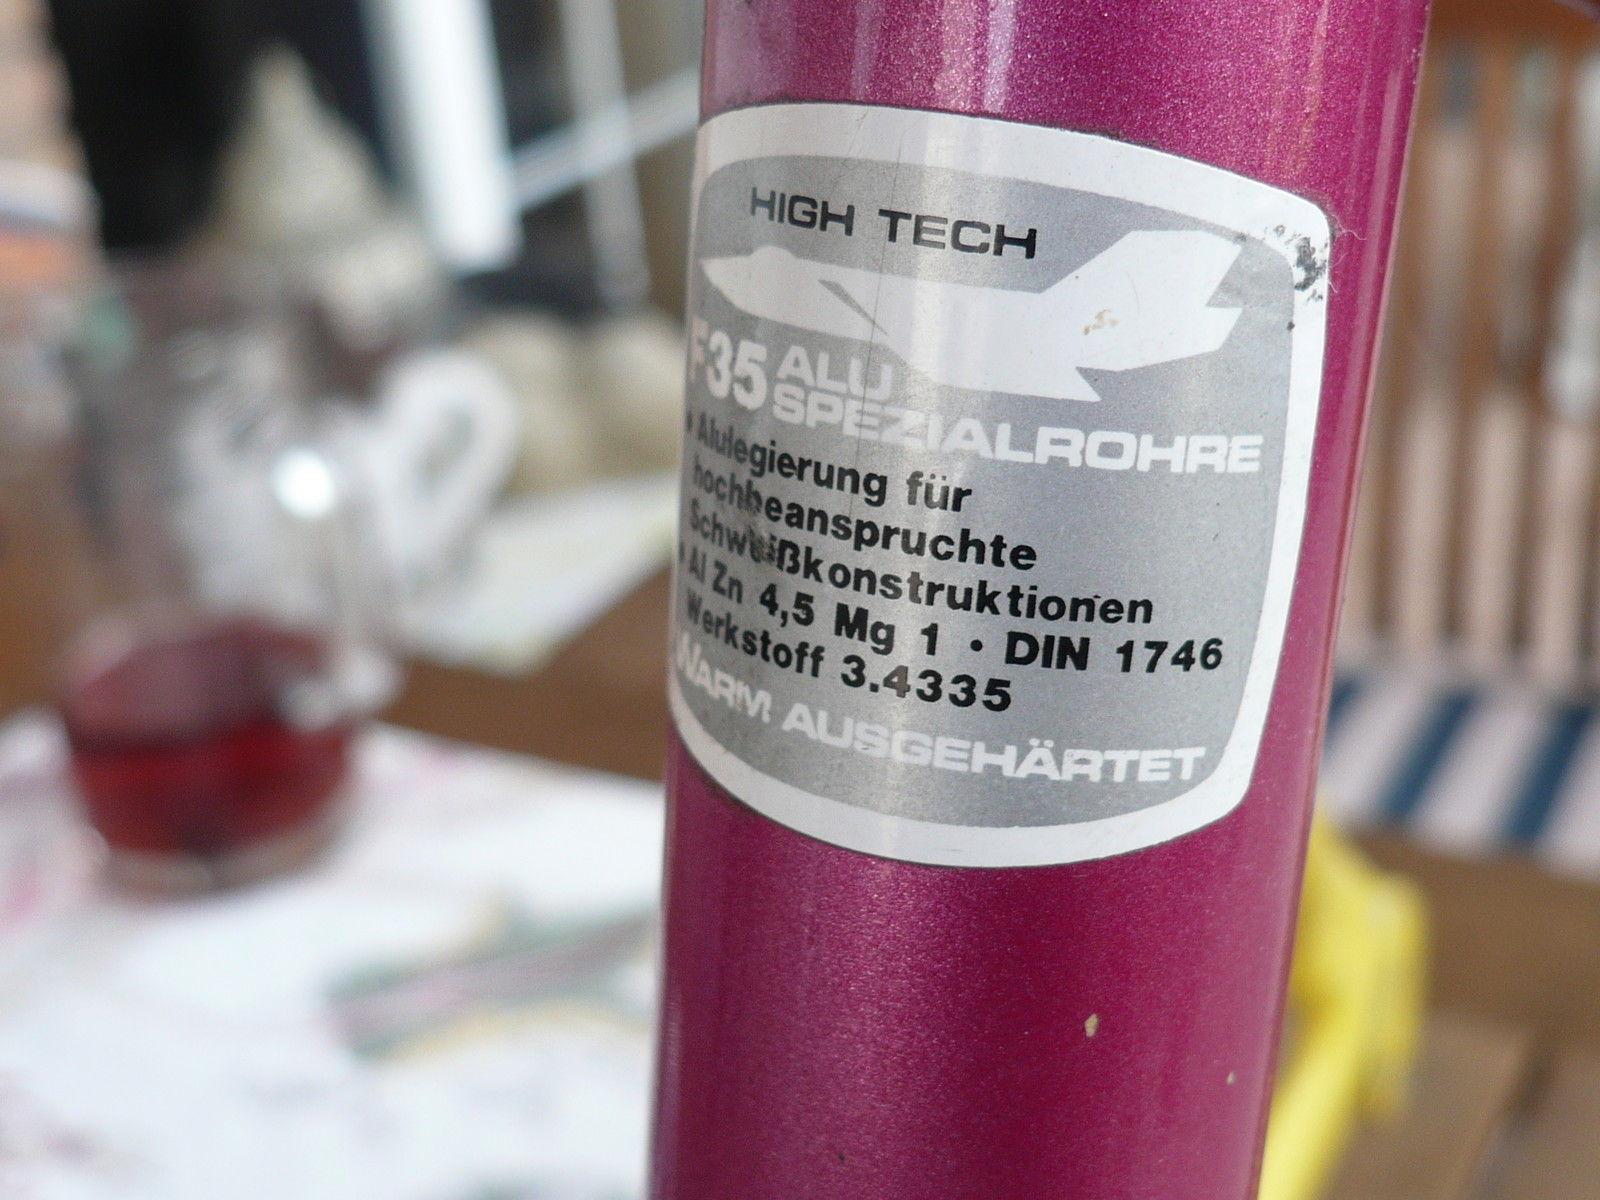 HIGH TECH
F35 ALU
SPEZIALROHRE
• Alulegierung für
hochbeanspruchte
Schweißkonstruktionen
• Al Zn 4,5 Mg 1 • DIN 1746
Werkstoff 3.4335
WARM AUSGEHÄRTET